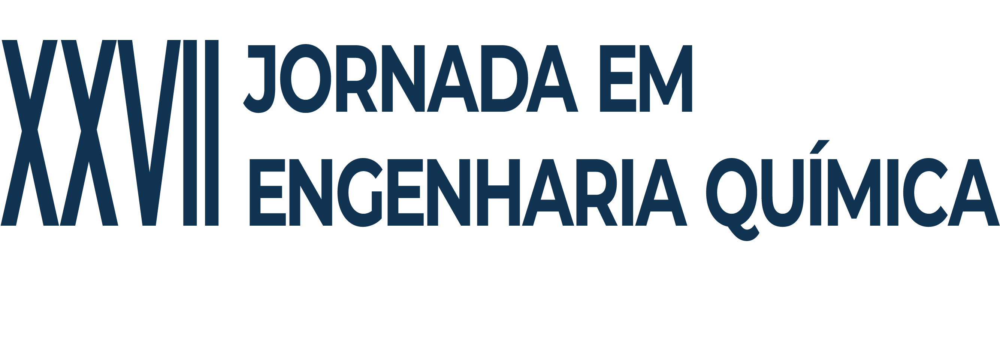 XXVII JORNADA EM
ENGENHARIA QUÍMICA